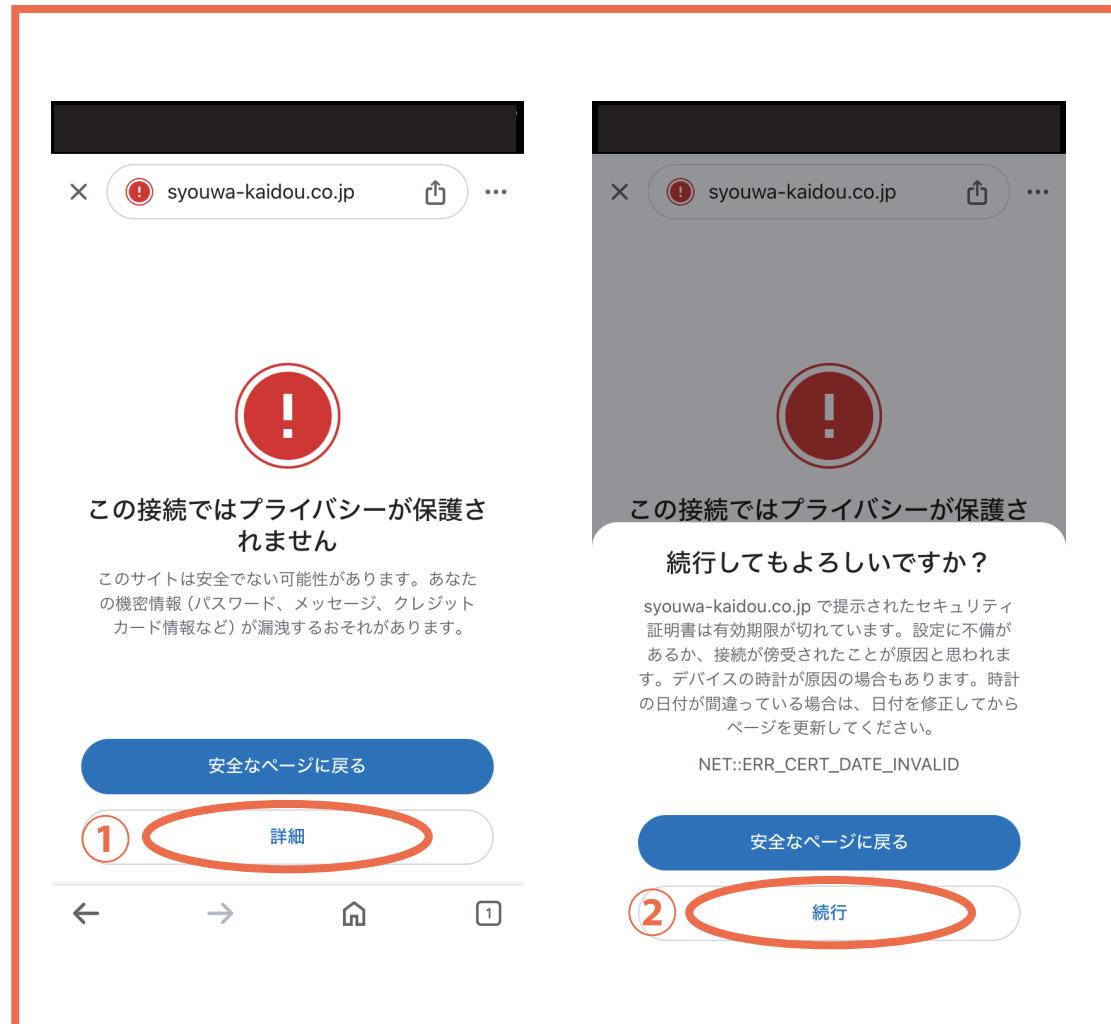 syouwa-kaidou.co.jp
この接続ではプライバシーが保護さ
れません
このサイトは安全でない可能性があります。あなた
の機密情報 (パスワード、メッセージ、クレジット
カード情報など) が漏洩するおそれがあります。
安全なページに戻る
① 詳細
1
syouwa-kaidou.co.jp
この接続ではプライバシーが保護さ
続行してもよろしいですか？
syouwa-kaidou.co.jp で提示されたセキュリティ
証明書は有効期限が切れています。設定に不備が
あるか、接続が傍受されたことが原因と思われま
す。デバイスの時計が原因の場合もあります。時計
の日付が間違っている場合は、日付を修正してから
ページを更新してください。
NET::ERR_CERT_DATE_INVALID
安全なページに戻る
② 続行